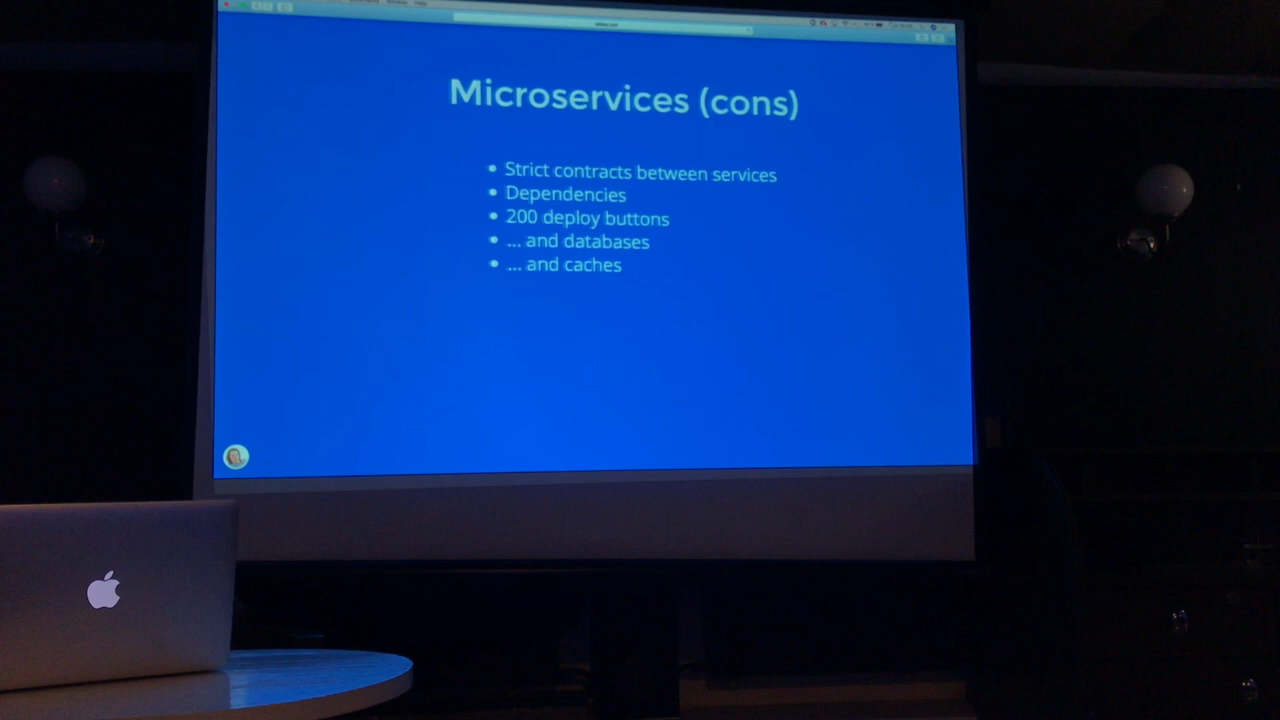 Microservices (cons)
Strict contracts between services
Dependencies
200 deploy buttons
... and databases
... and caches